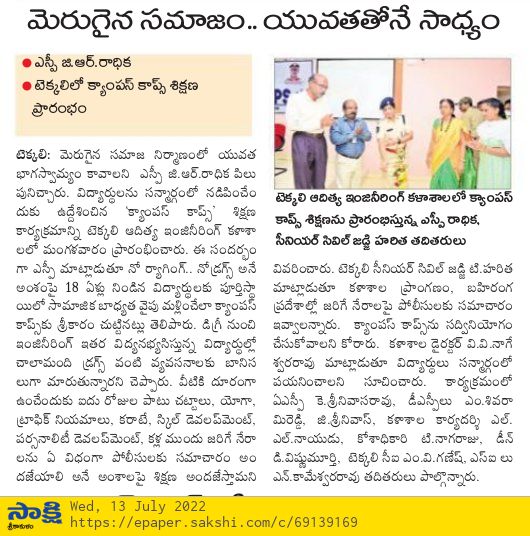 మెరుగైన సమాజం.. యువతతోనే సాధ్యం
● ఎస్పీ జి.ఆర్.రాధిక
● టెక్కలిలో క్యాంపస్ కాప్స్ శిక్షణ
ప్రారంభం
టెక్కలి: మెరుగైన సమాజ నిర్మాణంలో యువత
భాగస్వామ్యం కావాలని ఎస్పీ జి.ఆర్.రాధిక పిలు
పునిచ్చారు. విద్యార్థులను సన్మార్గంలో నడిపించేం
దుకు ఉద్దేశించిన ‘క్యాంపస్ కాప్స్’ శిక్షణ
కార్యక్రమాన్ని టెక్కలి ఆదిత్య ఇంజినీరింగ్ కళాశా
లలో మంగళవారం ప్రారంభించారు. ఈ సందర్భం
గా ఎస్పీ మాట్లాడుతూ నో ర్యాగింగ్.. నో డ్రగ్స్ అనే
అంశంపై 18 ఏళ్లు నిండిన విద్యార్థులకు పూర్తిస్థా
యిలో సామాజిక బాధ్యత వైపు మళ్లించేలా క్యాంపస్
కాప్స్‌కు శ్రీకారం చుట్టినట్లు తెలిపారు. డిగ్రీ నుంచి
ఇంజినీరింగ్ ఇతర విద్యనభ్యసిస్తున్న విద్యార్థుల్లో
చాలామంది డ్రగ్స్ వంటి వ్యసనాలకు బానిస
లుగా మారుతున్నారని చెప్పారు. వీటికి దూరంగా
ఉంచేందుకు ఐదు రోజుల పాటు చట్టాలు, యోగా,
ట్రాఫిక్ నియమాలు, కరాటే, స్కిల్ డెవలప్‌మెంట్,
పర్సనాలిటీ డెవలప్‌మెంట్, కళ్ల ముందు జరిగే నేరా
లను ఏ విధంగా పోలీసులకు సమాచారం అం
దజేయాలి అనే అంశాలపై శిక్షణ అందజేస్తామని
టెక్కలి ఆదిత్య ఇంజినీరింగ్ కళాశాలలో క్యాంపస్
కాప్స్ శిక్షణను ప్రారంభిస్తున్న ఎస్పీ రాధిక,
సీనియర్ సివిల్ జడ్జి హరిత తదితరులు
వివరించారు. టెక్కలి సీనియర్ సివిల్ జడ్జి టి.హరిత
మాట్లాడుతూ కళాశాల ప్రాంగణం, బహిరంగ
ప్రదేశాల్లో జరిగే నేరాలపై పోలీసులకు సమాచారం
ఇవ్వాలన్నారు. క్యాంపస్ కాప్స్‌ను సద్వినియోగం
చేసుకోవాలని కోరారు. కళాశాల డైరక్టర్ వి.వి.నాగే
శ్వరరావు మాట్లాడుతూ విద్యార్థులు సన్మార్గంలో
పయనించాలని సూచించారు. కార్యక్రమంలో
ఏఎస్పీ కె.శ్రీనివాసరావు, డీఎస్పీలు ఎం.శివరా
మిరెడ్డి, జి.శ్రీనివాస్, కళాశాల కార్యదర్శి ఎల్.
ఎల్.నాయుడు, కోశాధికారి టి.నాగరాజు, డీన్
డి.విష్ణుమూర్తి, టెక్కలి సీఐ ఎం.వి.గణేష్, ఎస్ఐ లు
ఎన్.కామేశ్వరరావు తదితరులు పాల్గొన్నారు.
సాక్షి
శ్రీకాకుళం
Wed, 13 July 2022
https://epaper.sakshi.com/c/69139169